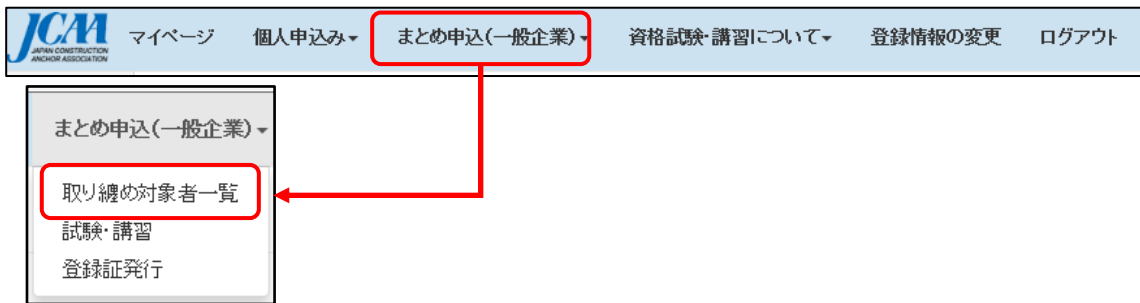 JCAA
JAPAN CONSTRUCTION
ANCHOR ASSOCIATION
マイページ 個人申込み▾ まとめ申込(一般企業)▾ 資格試験・講習について▾ 登録情報の変更 ログアウト
まとめ申込(一般企業)▾
取り纏め対象者一覧
試験・講習
登録証発行